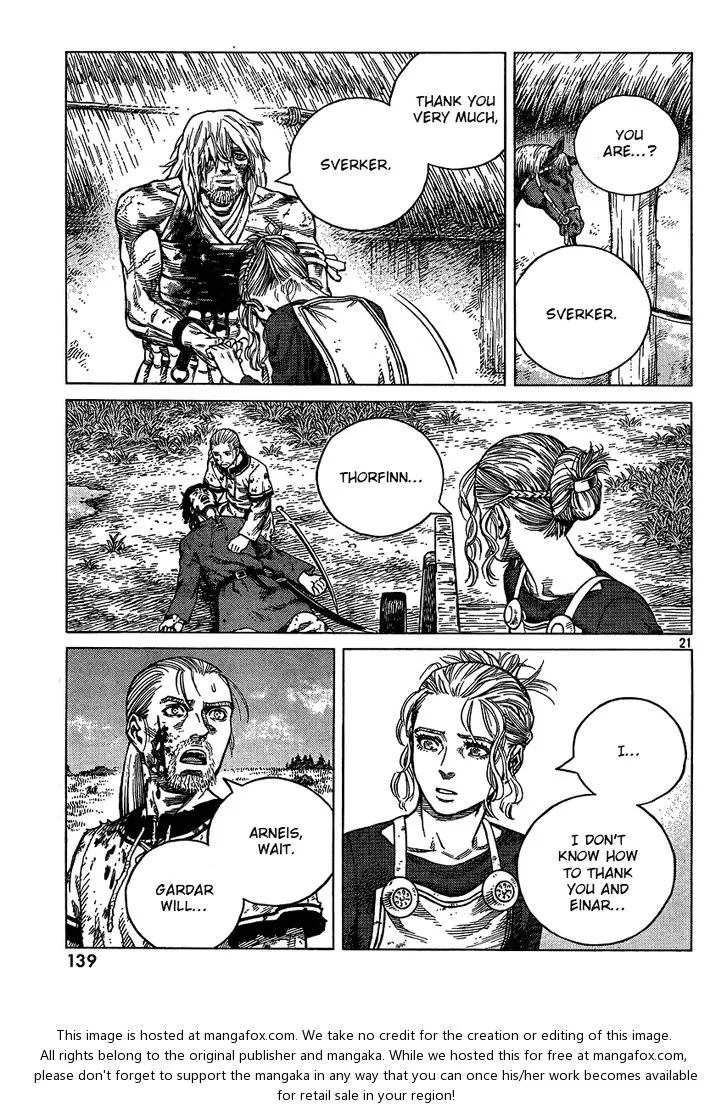 YOU
ARE...?
SVERKER.
THANK YOU
VERY MUCH,
SVERKER.
THORFINN...
21
I...
I DON'T
KNOW HOW
TO THANK
YOU AND
EINAR...
ARNEIS,
WAIT.
GARDAR
WILL...
139
This image is hosted at mangafox.com. We take no credit for the creation or editing of this image.
All rights belong to the original publisher and mangaka. While we hosted this for free at mangafox.com,
please don't forget to support the mangaka in any way that you can once his/her work becomes available
for retail sale in your region!